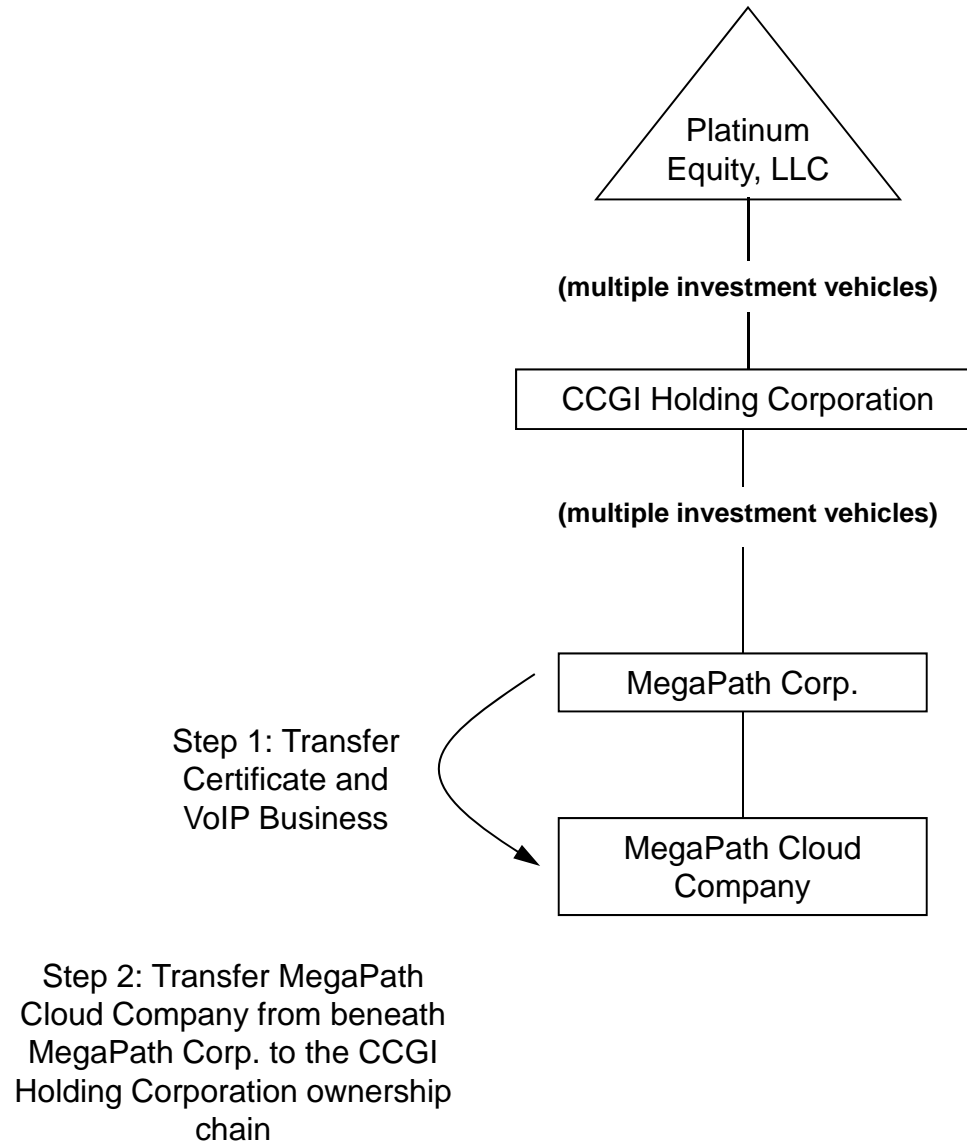 Platinum
Equity, LLC
(multiple investment vehicles)
CCGI Holding Corporation
(multiple investment vehicles)
MegaPath Corp.
Step 1: Transfer
Certificate and
VoIP Business
MegaPath Cloud
Company
Step 2: Transfer MegaPath
Cloud Company from beneath
MegaPath Corp. to the CCGI
Holding Corporation ownership
chain